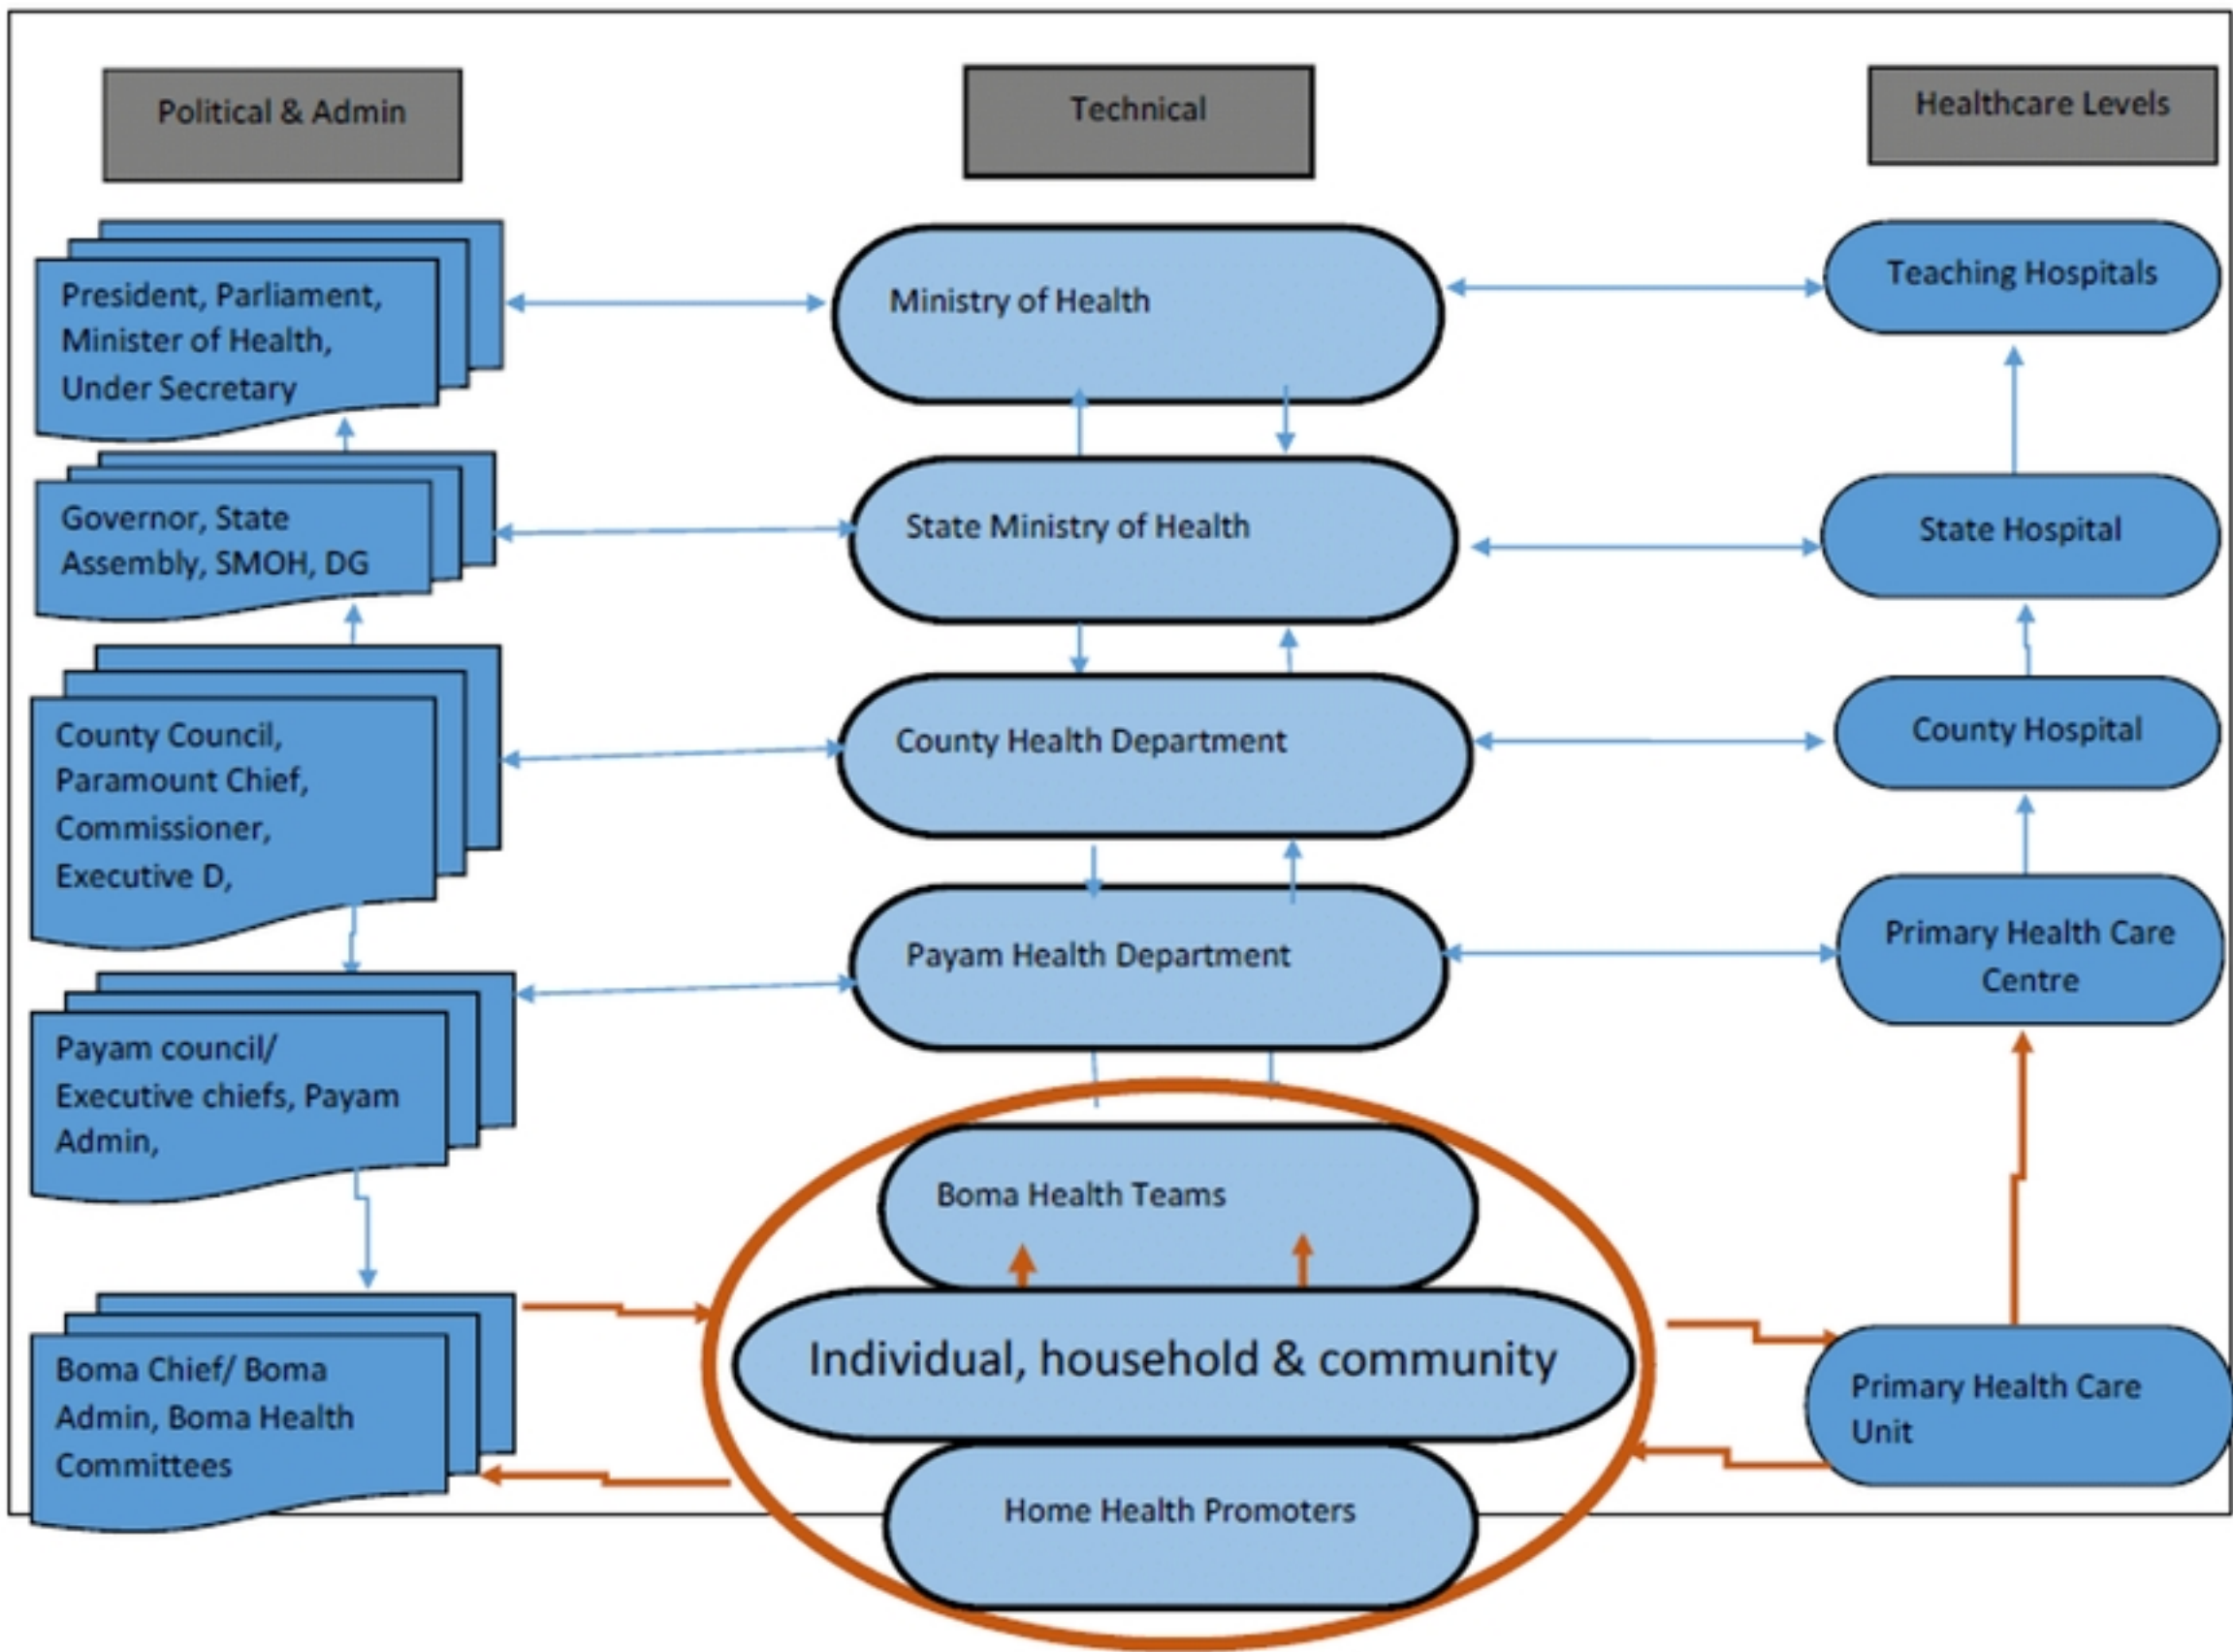 Political & Admin
Technical
Healthcare Levels
President, Parliament,
Minister of Health,
Under Secretary
Ministry of Health
Teaching Hospitals
Governor, State
Assembly, SMOH, DG
State Ministry of Health
State Hospital
County Council,
Paramount Chief,
Commissioner,
Executive D,
County Health Department
County Hospital
Payam council/
Executive chiefs, Payam
Admin,
Payam Health Department
Primary Health Care
Centre
Boma Health Teams
Individual, household & community
Home Health Promoters
Boma Chief/ Boma
Admin, Boma Health
Committees
Primary Health Care
Unit